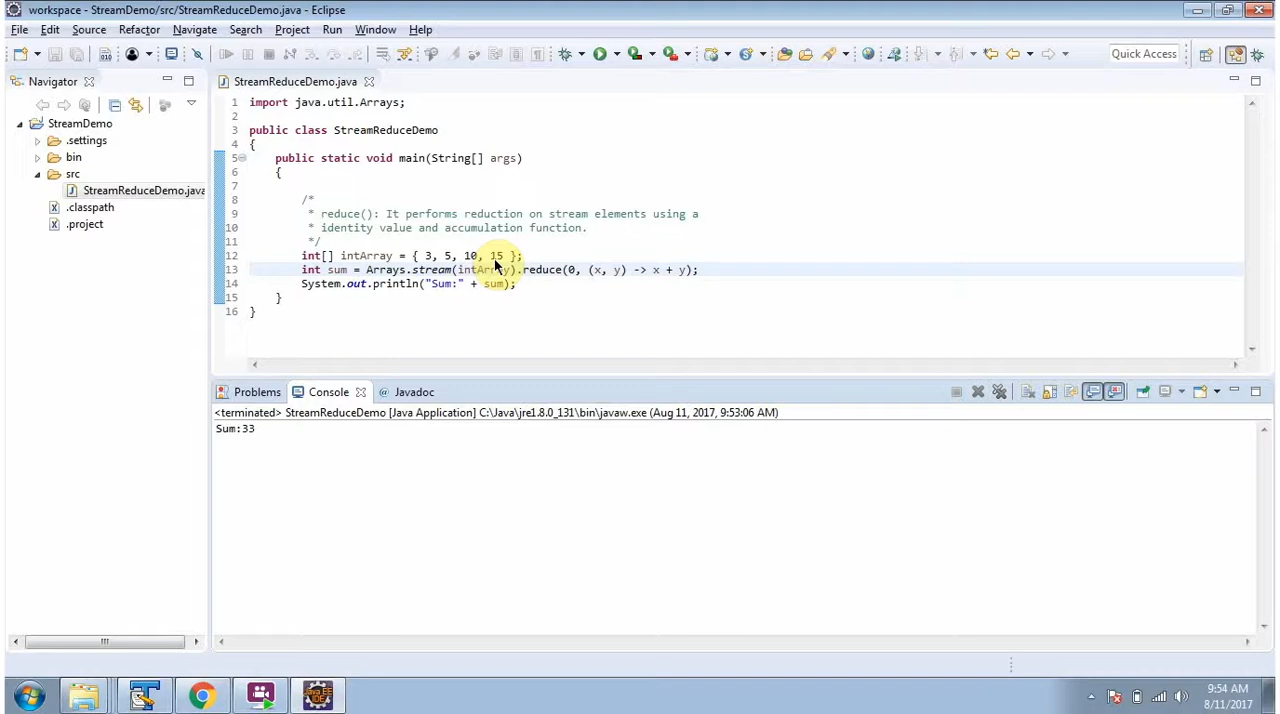 workspace - StreamDemo/src/StreamReduceDemo.java - Eclipse
File Edit Source Refactor Navigate Search Project Run Window Help
Quick Access
Navigator
StreamDemo
.settings
bin
src
StreamReduceDemo.java
.classpath
.project
StreamReduceDemo.java
1 import java.util.Arrays;
2
3 public class StreamReduceDemo
4 {
5 public static void main(String[] args)
6 {
7
8 /*
9 * reduce(): It performs reduction on stream elements using a
10 * identity value and accumulation function.
11 */
12 int[] intArray = { 3, 5, 10, 15 };
13 int sum = Arrays.stream(intArray).reduce(0, (x, y) -> x + y);
14 System.out.println("Sum:" + sum);
15 }
16 }
Problems Console @ Javadoc
<terminated> StreamReduceDemo [Java Application] C:\Java\jre1.8.0_131\bin\javaw.exe (Aug 11, 2017, 9:53:06 AM)
Sum:33
Java EE
IDE
9:54 AM
8/11/2017